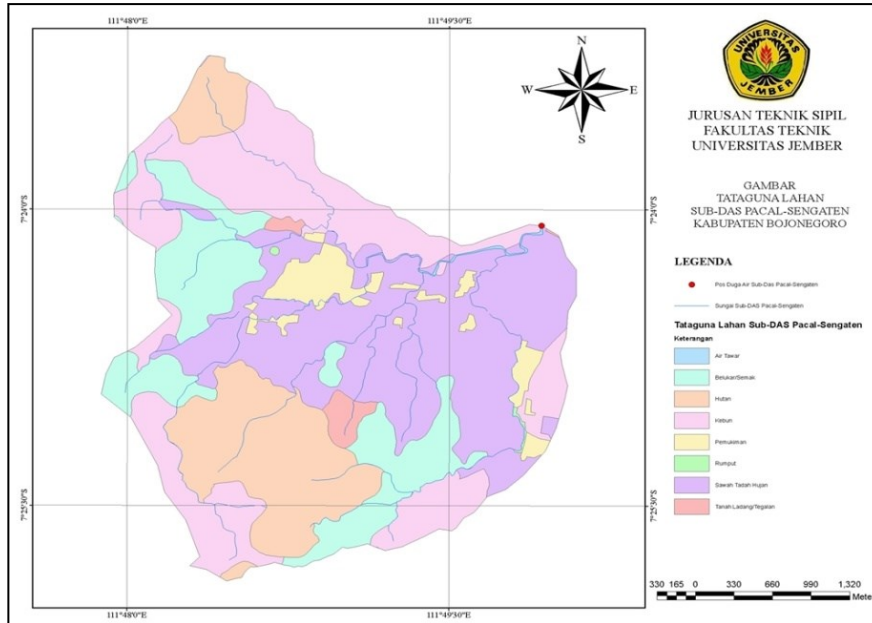 111°48'0"E
111°49'30"E
N
W
E
S
7°24'0"S
7°24'0"S
7°25'30"S
7°25'30"S
111°48'0"E
111°49'30"E
UNIVERSITAS
JEMBER
JURUSAN TEKNIK SIPIL
FAKULTAS TEKNIK
UNIVERSITAS JEMBER
GAMBAR
TATAGUNA LAHAN
SUB-DAS PACAL-SENGATEN
KABUPATEN BOJONEGORO
LEGENDA
Pos Duga Air Sub-Das Pacal-Sengaten
Sungai Sub-DAS Pacal-Sengaten
Tataguna Lahan Sub-DAS Pacal-Sengaten
Keterangan
Air Tawar
Belukar/Semak
Hutan
Kebun
Pemukiman
Rumput
Sawah Tadah Hujan
Tanah Ladang/Tegalan
330 165 0 330 660 990 1,320
Mete